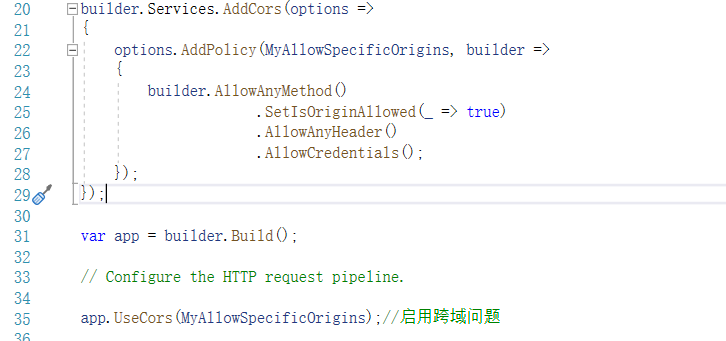 20 builder.Services.AddCors(options =>
21 {
22 options.AddPolicy(MyAllowSpecificOrigins, builder =>
23 {
24 builder.AllowAnyMethod()
25 .SetIsOriginAllowed(_ => true)
26 .AllowAnyHeader()
27 .AllowCredentials();
28 });
29 });
30
31 var app = builder.Build();
32
33 // Configure the HTTP request pipeline.
34
35 app.UseCors(MyAllowSpecificOrigins);//启用跨域问题
36